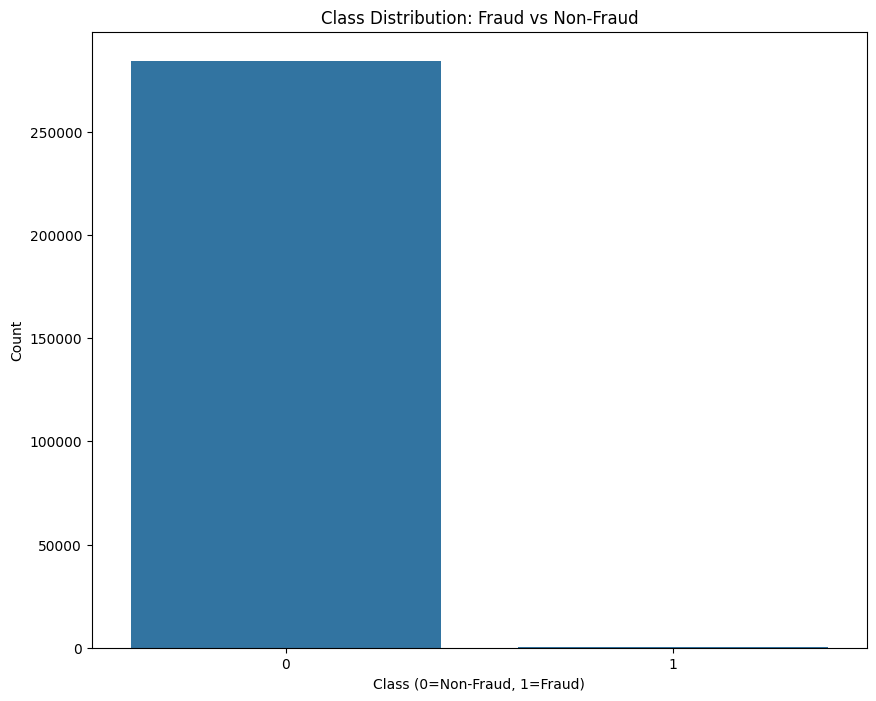 Class Distribution: Fraud vs Non-Fraud
250000
200000
150000
100000
50000
0
Count
0 1
Class (0=Non-Fraud, 1=Fraud)